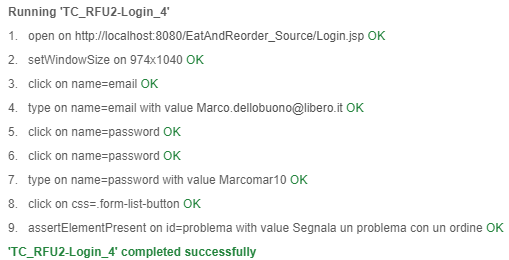 Running 'TC_RFU2-Login_4'
1. open on http://localhost:8080/EatAndReorder_Source/Login.jsp OK
2. setWindowSize on 974x1040 OK
3. click on name=email OK
4. type on name=email with value Marco.dellobuono@libero.it OK
5. click on name=password OK
6. click on name=password OK
7. type on name=password with value Marcomar10 OK
8. click on css=.form-list-button OK
9. assertElementPresent on id=problema with value Segnala un problema con un ordine OK
'TC_RFU2-Login_4' completed successfully